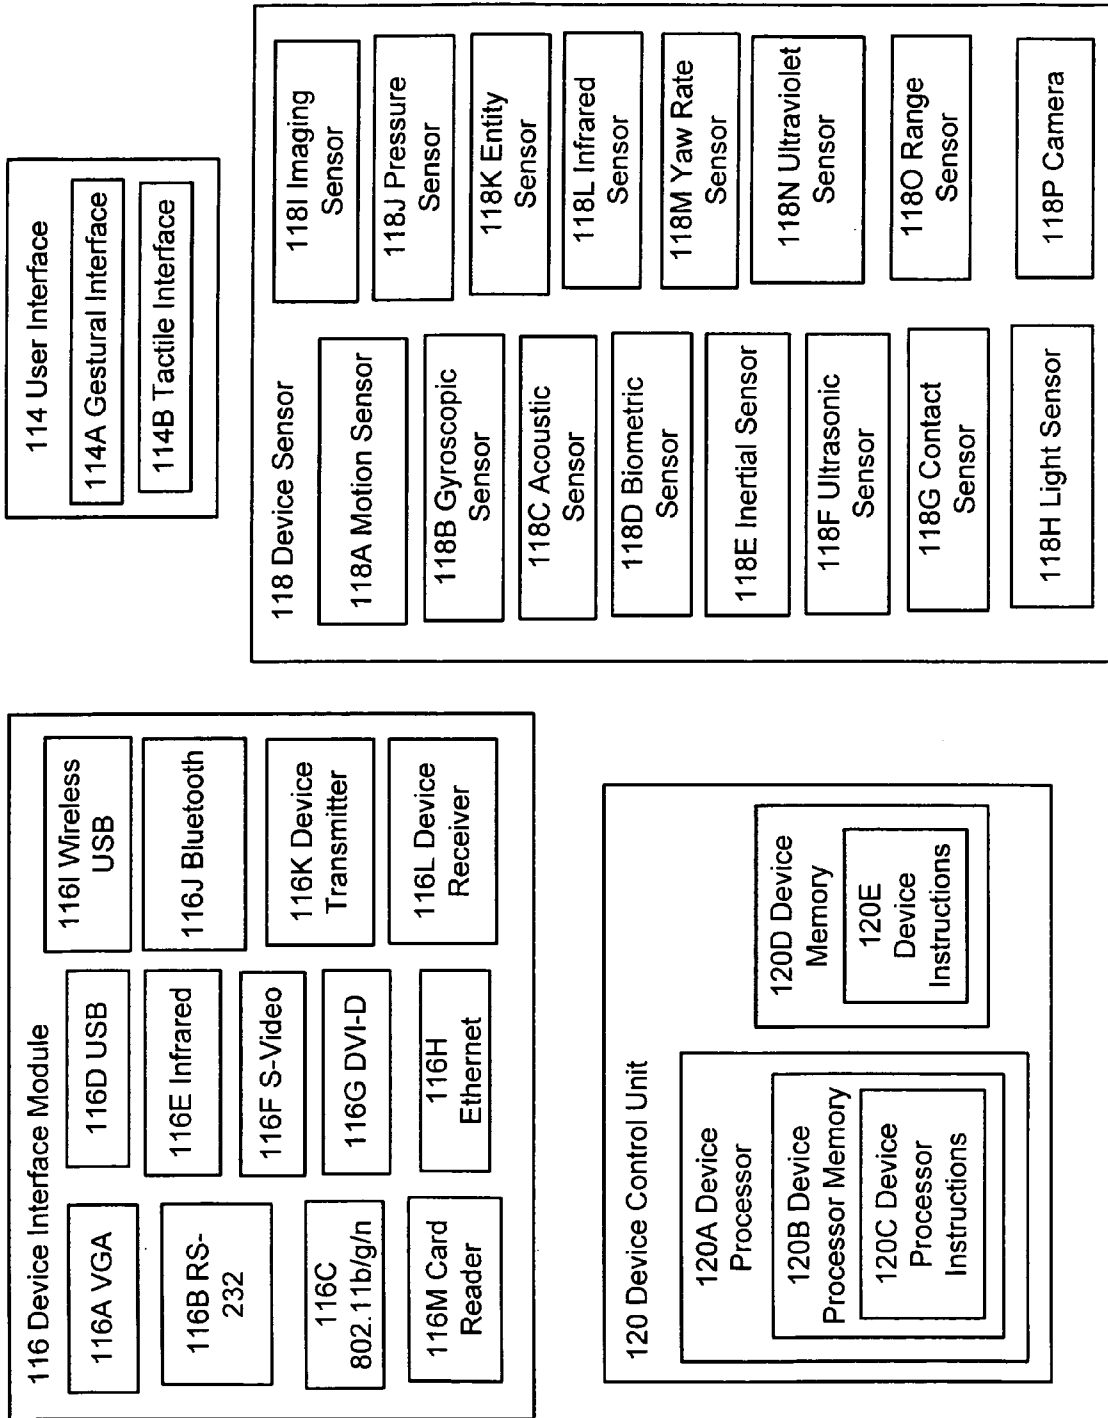 116 Device Interface Module
116A VGA
116B RS-
232
116C
802.11b/g/n
116M Card
Reader
116D USB
116E Infrared
116F S-Video
116G DVI-D
116H
Ethernet
116I Wireless
USB
116J Bluetooth
116K Device
Transmitter
116L Device
Receiver
114 User Interface
114A Gestural Interface
114B Tactile Interface
118 Device Sensor
118A Motion Sensor
118B Gyroscopic
Sensor
118C Acoustic
Sensor
118D Biometric
Sensor
118E Inertial Sensor
118F Ultrasonic
Sensor
118G Contact
Sensor
118H Light Sensor
118I Imaging
Sensor
118J Pressure
Sensor
118K Entity
Sensor
118L Infrared
Sensor
118M Yaw Rate
Sensor
118N Ultraviolet
Sensor
118O Range
Sensor
118P Camera
120 Device Control Unit
120A Device
Processor
120B Device
Processor Memory
120C Device
Processor
Instructions
120D Device
Memory
120E
Device
Instructions